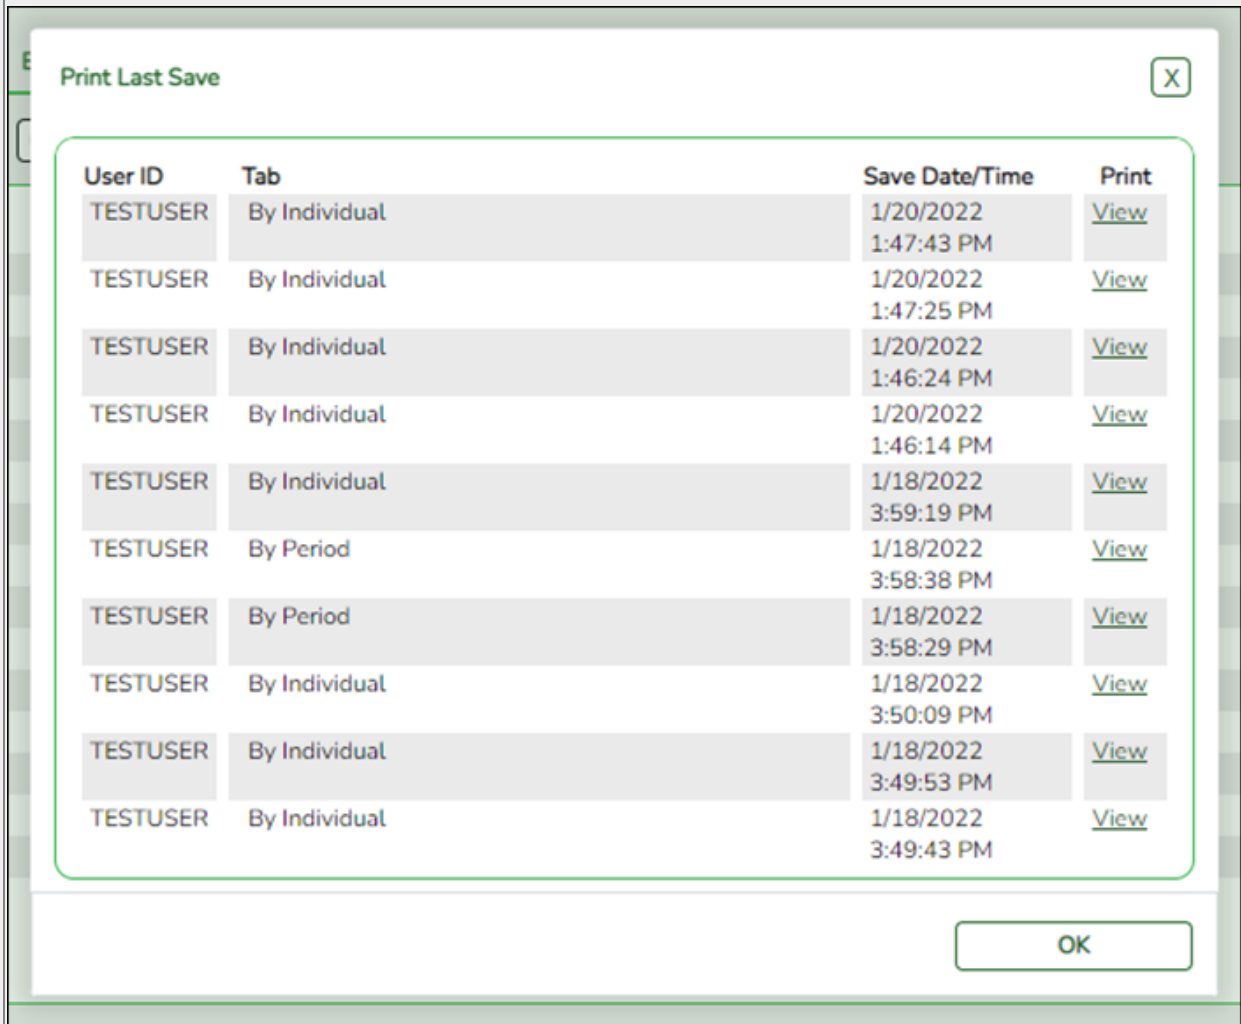 Print Last Save
X
User ID Tab Save Date/Time Print
TESTUSER By Individual 1/20/2022 View
1:47:43 PM
TESTUSER By Individual 1/20/2022 View
1:47:25 PM
TESTUSER By Individual 1/20/2022 View
1:46:24 PM
TESTUSER By Individual 1/20/2022 View
1:46:14 PM
TESTUSER By Individual 1/18/2022 View
3:59:19 PM
TESTUSER By Period 1/18/2022 View
3:58:38 PM
TESTUSER By Period 1/18/2022 View
3:58:29 PM
TESTUSER By Individual 1/18/2022 View
3:50:09 PM
TESTUSER By Individual 1/18/2022 View
3:49:53 PM
TESTUSER By Individual 1/18/2022 View
3:49:43 PM
OK